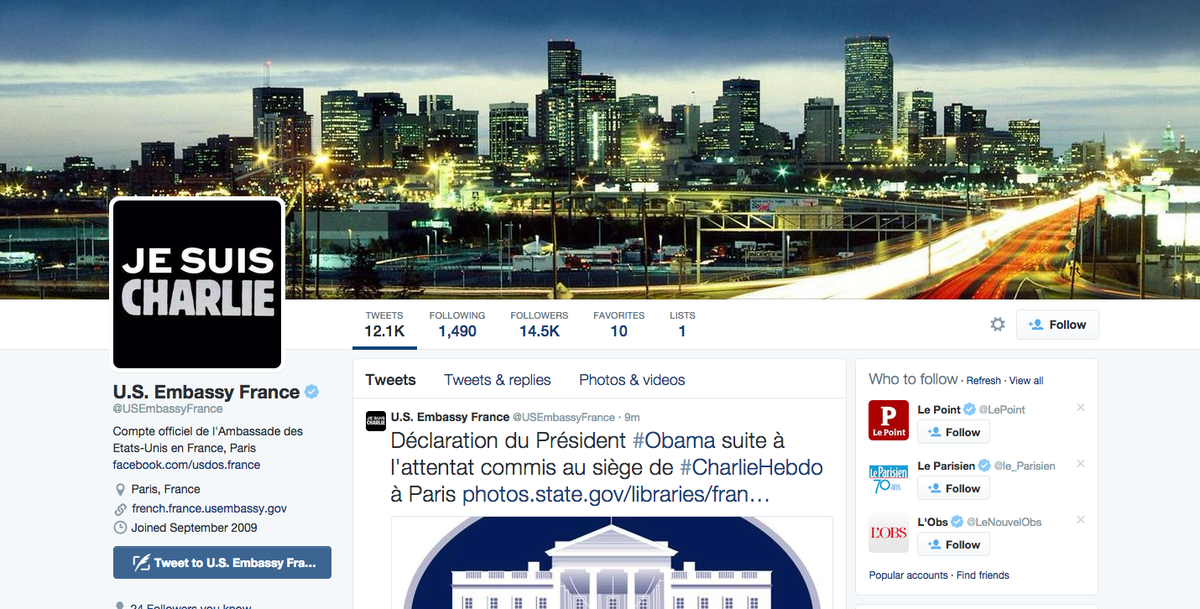 JE SUIS
CHARLIE
TWEETS
12.1K
FOLLOWING
1,490
FOLLOWERS
14.5K
FAVORITES
10
LISTS
1
Follow
U.S. Embassy France
@USEmbassyFrance
Compte officiel de l'Ambassade des
Etats-Unis en France, Paris
facebook.com/usdos.france
Paris, France
french.france.usembassy.gov
Joined September 2009
Tweet to U.S. Embassy Fra...
24 Followers you know
Tweets
Tweets & replies
Photos & videos
JE SUIS
CHARLIE
U.S. Embassy France @USEmbassyFrance · 9m
Déclaration du Président #Obama suite à
l'attentat commis au siège de #CharlieHebdo
à Paris photos.state.gov/libraries/fran…
Who to follow · Refresh · View all
P
Le Point
Le Point @LePoint
Follow
Le Parisien
70 ans
Le Parisien @le_Parisien
Follow
L'OBS
L'Obs @LeNouvelObs
Follow
Popular accounts · Find friends